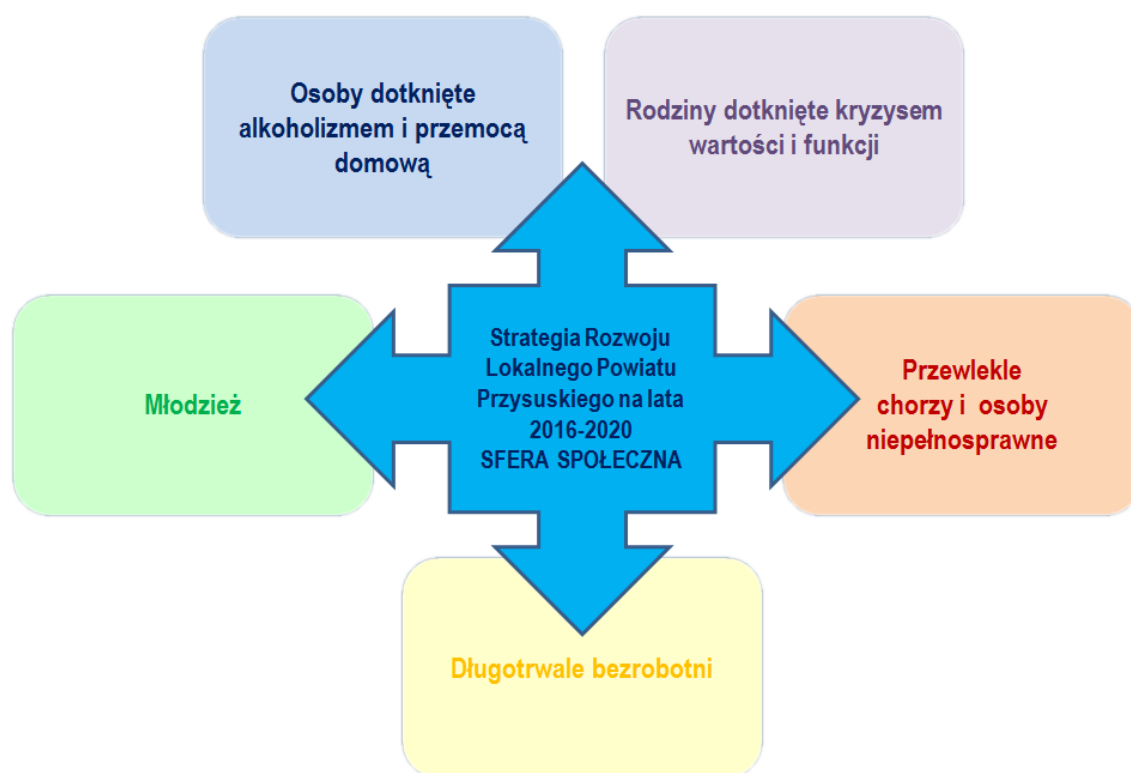 Osoby dotknięte
alkoholizmem i przemocą
domową
Rodziny dotknięte kryzysem
wartości i funkcji
Młodzież
Strategia Rozwoju
Lokalnego Powiatu
Przysuskiego na lata
2016-2020
SFERA SPOŁECZNA
Przewlekle
chorzy i osoby
niepełnosprawne
Długotrwale bezrobotni